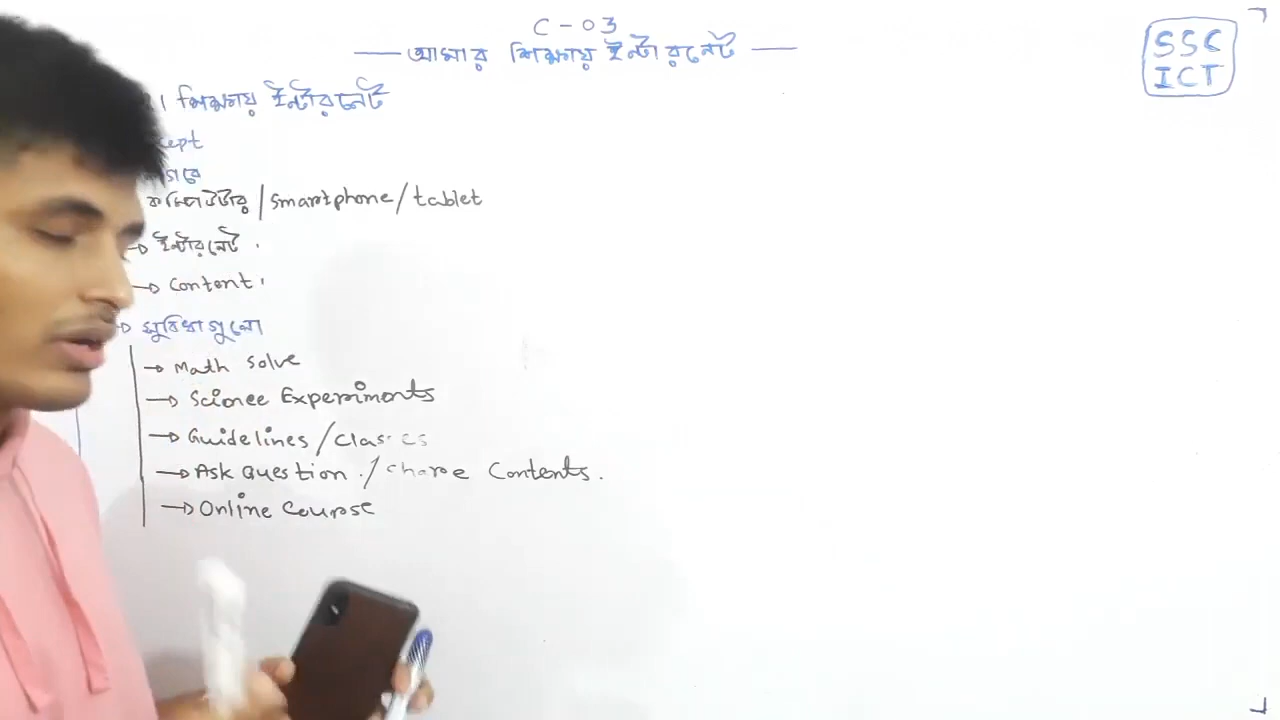 C - 03
আমার শিক্ষায় ইন্টারনেট
SSC
ICT
। শিক্ষায় ইন্টারনেট
cept
কম্পিউটার / smartphone / tablet
→ ইন্টারনেট .
→ Content .
সুবিধাগুলো
→ Math Solve
→ Science Experiments
→ Guidelines / Classes
→ Ask Question . / Share Contents .
→ Online Course